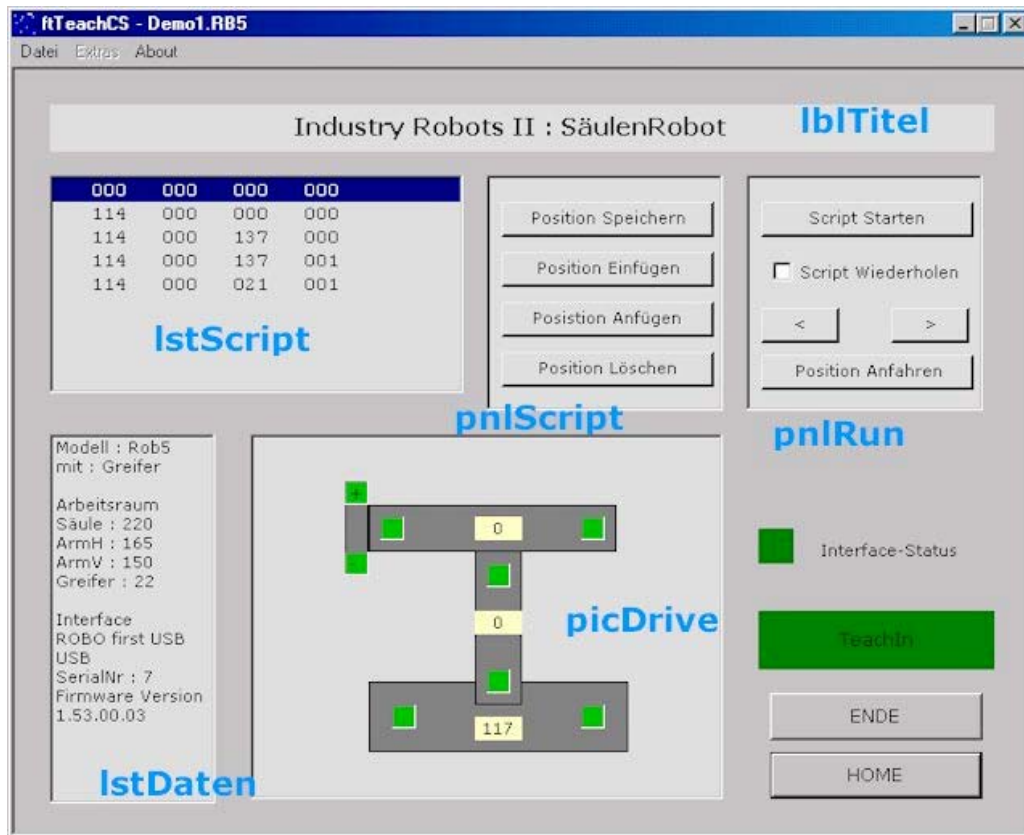 ftTeachCS - Demo1.RB5
Datei Extras About
Industry Robots II : SäulenRobot
lblTitel
000 000 000 000
114 000 000 000
114 000 137 000
114 000 137 001
114 000 021 001
lstScript
Position Speichern
Position Einfügen
Posistion Anfügen
Position Löschen
pnlScript
Script Starten
Script Wiederholen
< >
Position Anfahren
pnlRun
Modell : Rob5
mit : Greifer
Arbeitsraum
Säule : 220
ArmH : 165
ArmV : 150
Greifer : 22
Interface
ROBO first USB
USB
SerialNr : 7
Firmware Version
1.53.00.03
lstDaten
+
0
-
0
117
picDrive
Interface-Status
TeachIn
ENDE
HOME